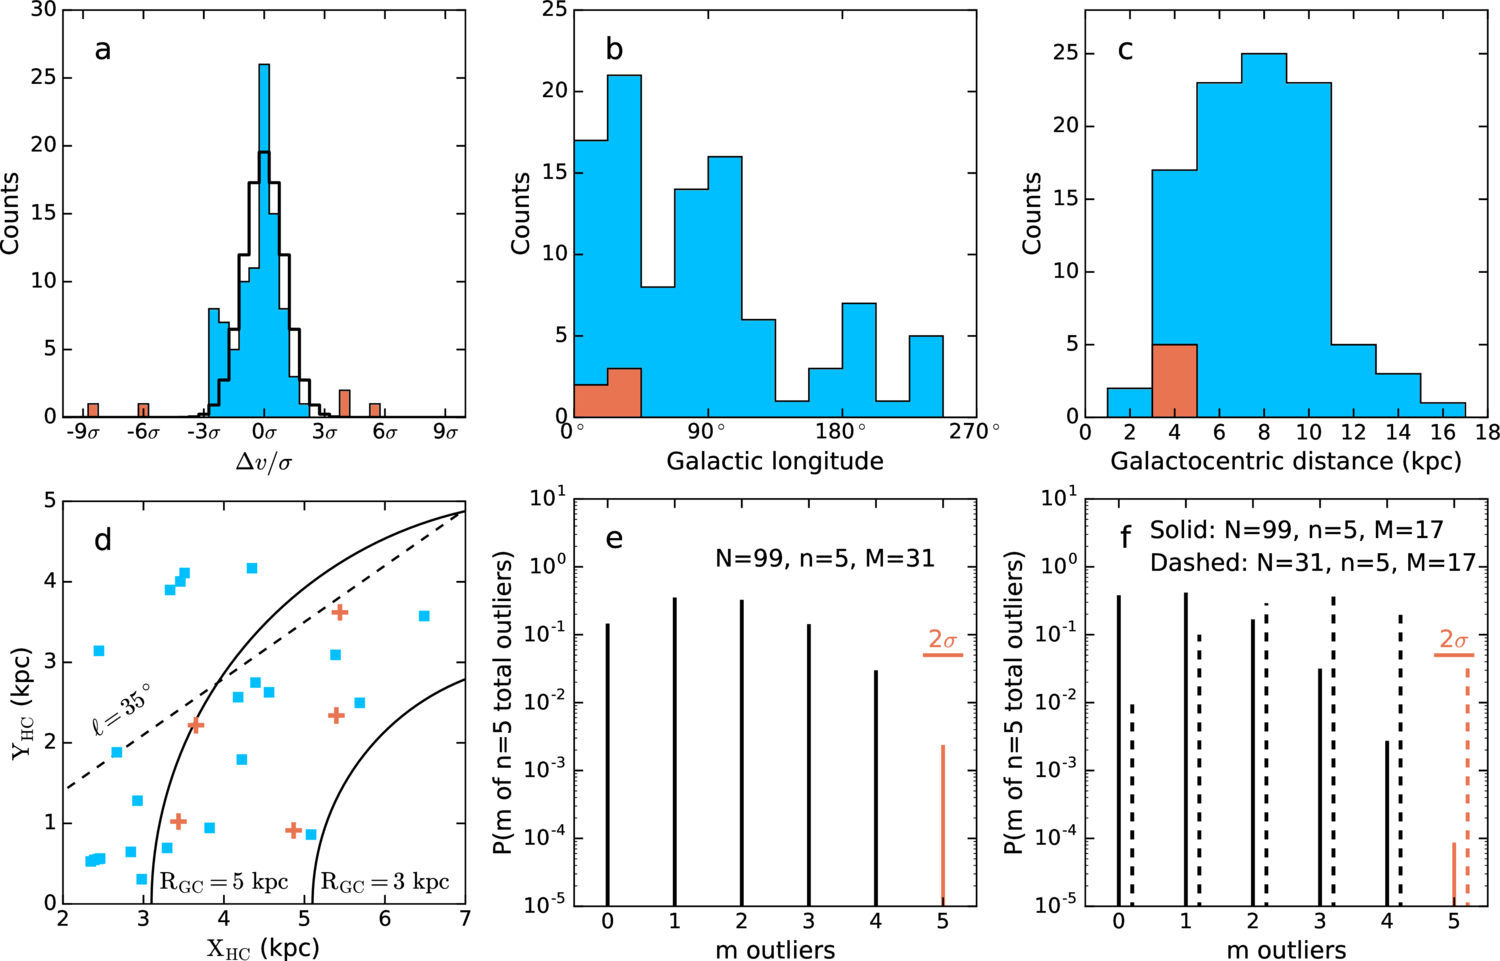 a
30
25
20
15
10
5
0
Counts
-9σ -6σ -3σ 0σ 3σ 6σ 9σ
Δv/σ
b
25
20
15
10
5
0
Counts
0° 90° 180° 270°
Galactic longitude
c
25
20
15
10
5
0
Counts
0 2 4 6 8 10 12 14 16 18
Galactocentric distance (kpc)
d
5
4
3
2
1
0
Y_HC (kpc)
ℓ = 35°
R_GC = 5 kpc
R_GC = 3 kpc
2 3 4 5 6 7
X_HC (kpc)
e
N=99, n=5, M=31
10^1
10^0
10^-1
10^-2
10^-3
10^-4
10^-5
P(m of n=5 total outliers)
2σ
0 1 2 3 4 5
m outliers
f
Solid: N=99, n=5, M=17
Dashed: N=31, n=5, M=17
10^1
10^0
10^-1
10^-2
10^-3
10^-4
10^-5
P(m of n=5 total outliers)
2σ
0 1 2 3 4 5
m outliers